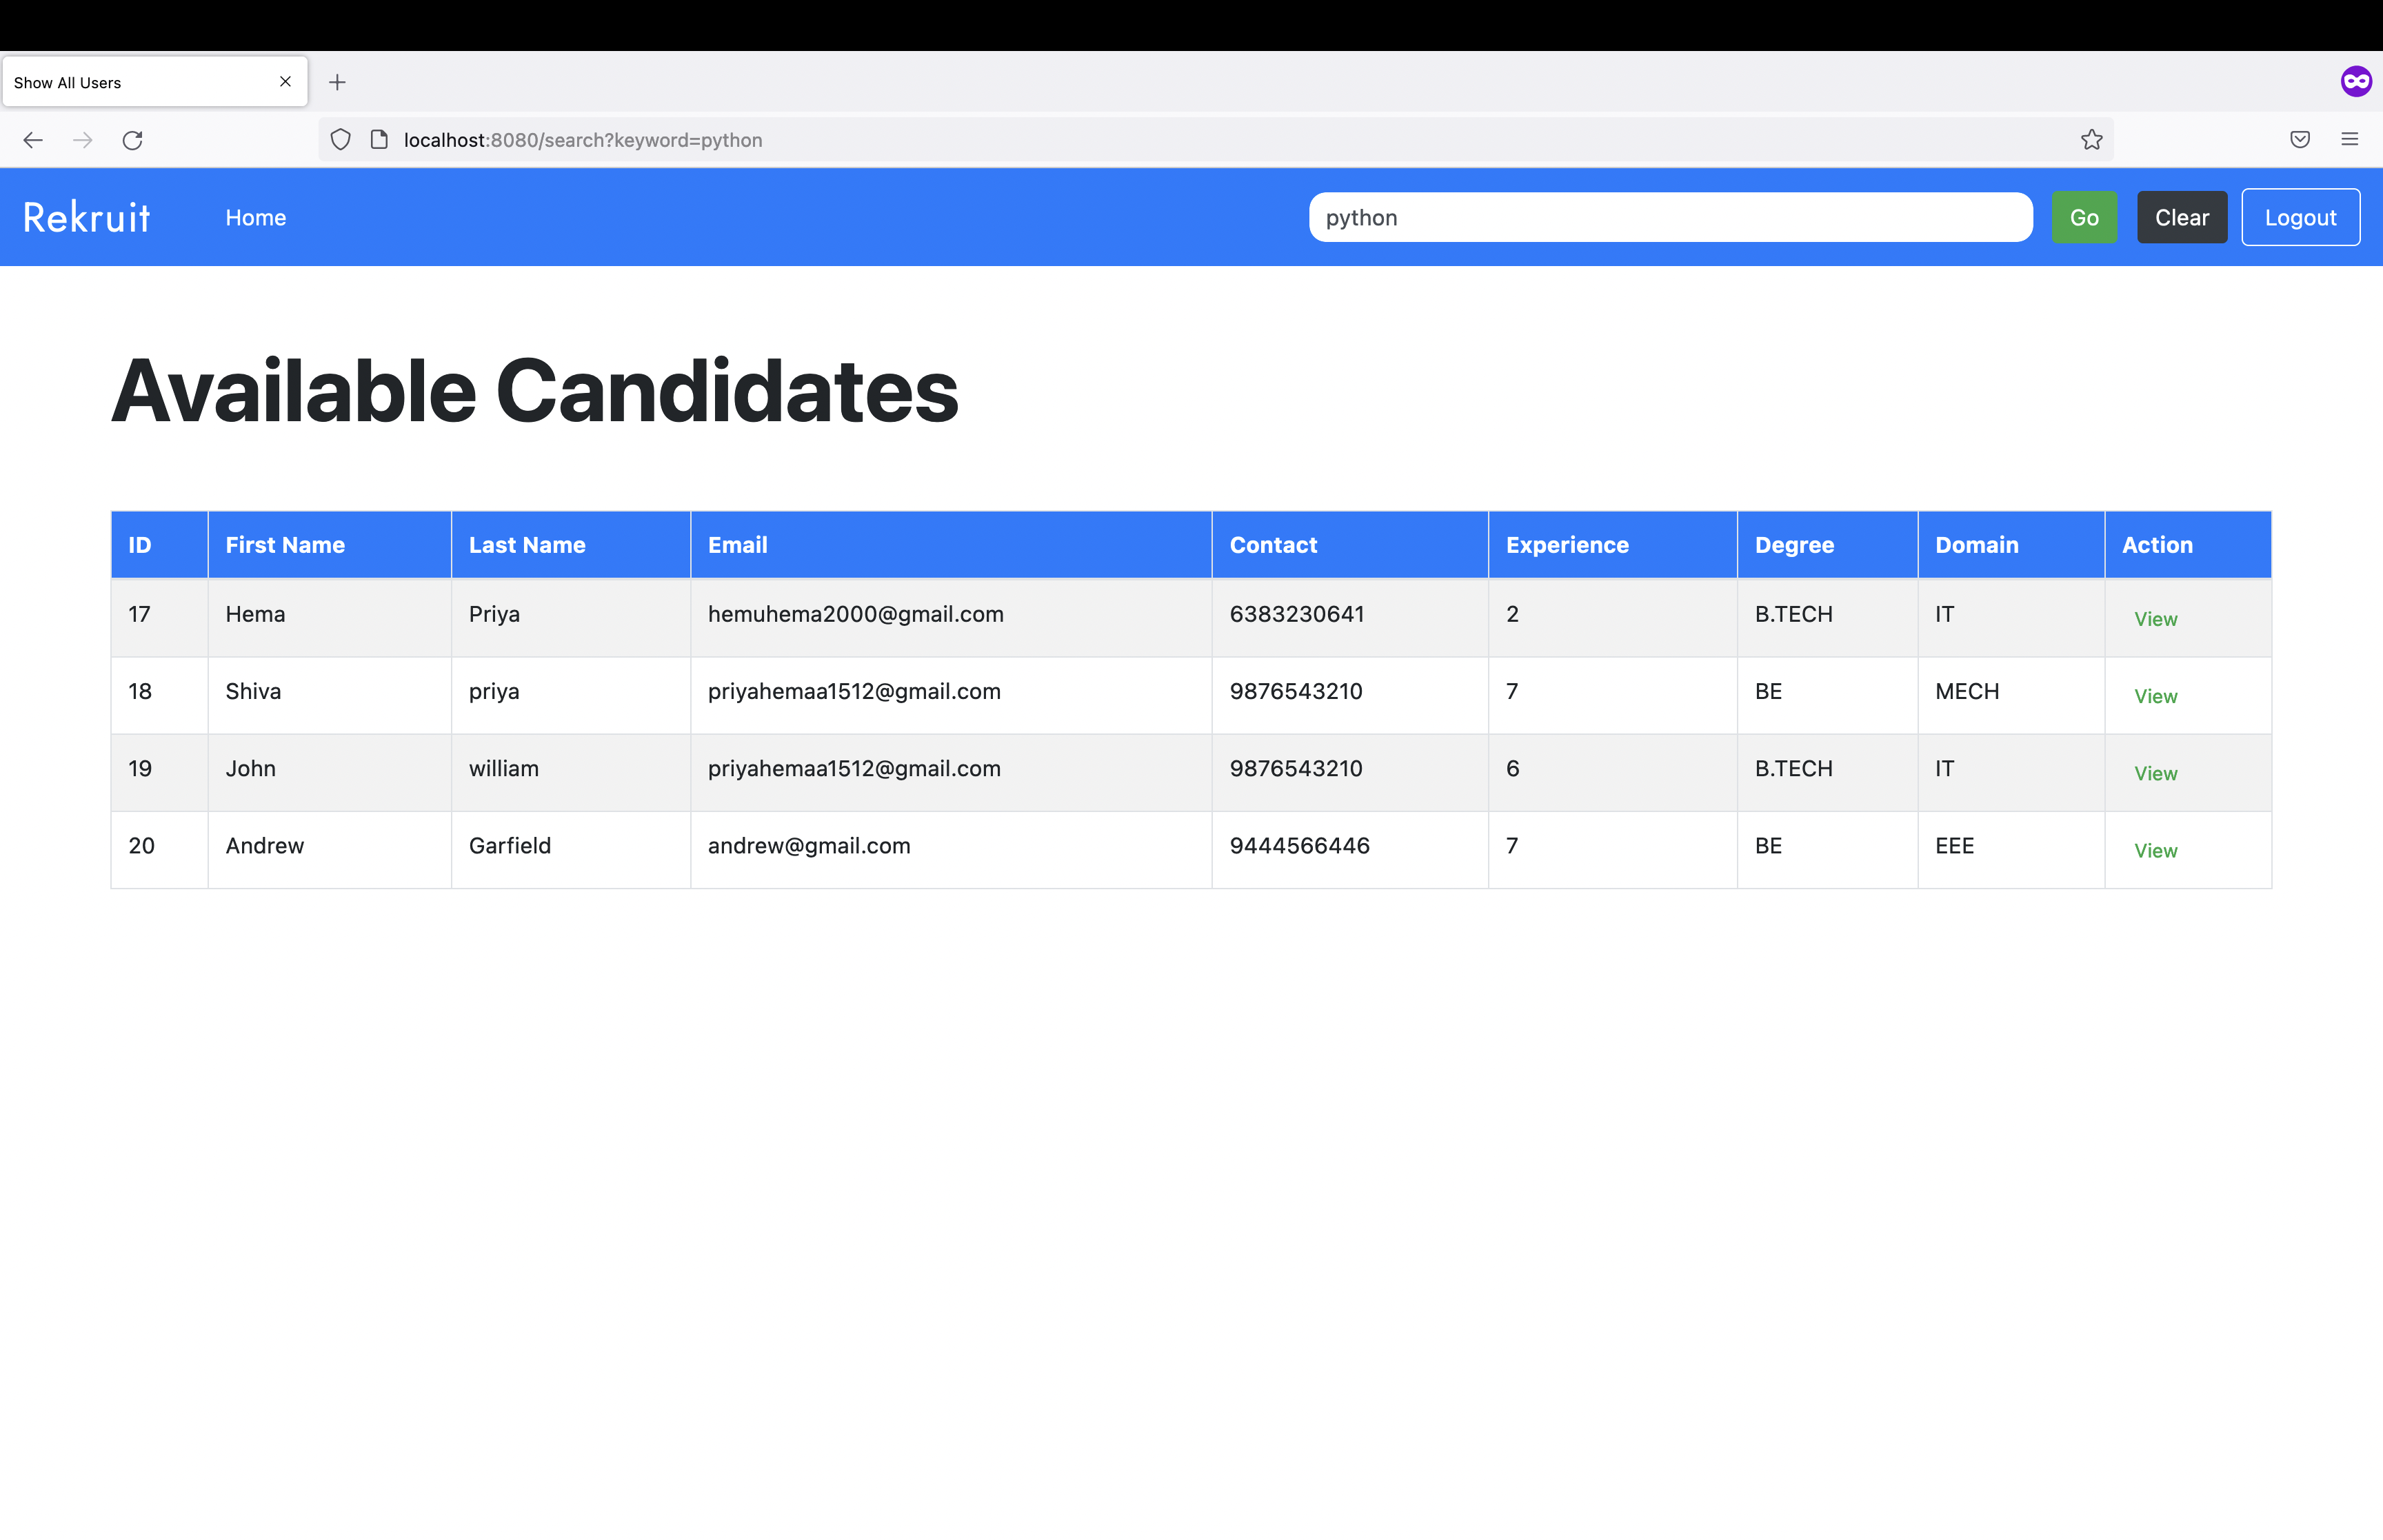 Show All Users
localhost:8080/search?keyword=python
Rekruit Home python Go Clear Logout
Available Candidates
ID First Name Last Name Email Contact Experience Degree Domain Action
17 Hema Priya hemuhema2000@gmail.com 6383230641 2 B.TECH IT View
18 Shiva priya priyahemaa1512@gmail.com 9876543210 7 BE MECH View
19 John william priyahemaa1512@gmail.com 9876543210 6 B.TECH IT View
20 Andrew Garfield andrew@gmail.com 9444566446 7 BE EEE View